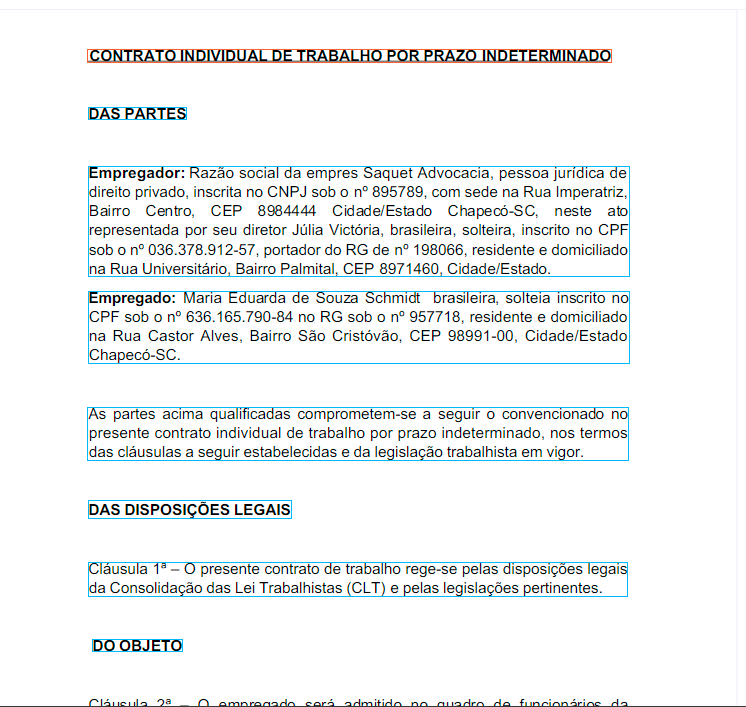 CONTRATO INDIVIDUAL DE TRABALHO POR PRAZO INDETERMINADO
DAS PARTES
Empregador: Razão social da empres Saquet Advocacia, pessoa jurídica de
direito privado, inscrita no CNPJ sob o nº 895789, com sede na Rua Imperatriz,
Bairro Centro, CEP 8984444 Cidade/Estado Chapecó-SC, neste ato
representada por seu diretor Júlia Victória, brasileira, solteira, inscrito no CPF
sob o nº 036.378.912-57, portador do RG de nº 198066, residente e domiciliado
na Rua Universitário, Bairro Palmital, CEP 8971460, Cidade/Estado.
Empregado: Maria Eduarda de Souza Schmidt  brasileira, solteia inscrito no
CPF sob o nº 636.165.790-84 no RG sob o nº 957718, residente e domiciliado
na Rua Castor Alves, Bairro São Cristóvão, CEP 98991-00, Cidade/Estado
Chapecó-SC.
As partes acima qualificadas comprometem-se a seguir o convencionado no
presente contrato individual de trabalho por prazo indeterminado, nos termos
das cláusulas a seguir estabelecidas e da legislação trabalhista em vigor.
DAS DISPOSIÇÕES LEGAIS
Cláusula 1ª – O presente contrato de trabalho rege-se pelas disposições legais
da Consolidação das Lei Trabalhistas (CLT) e pelas legislações pertinentes.
DO OBJETO
Cláusula 2ª – O empregado será admitido no quadro de funcionários da